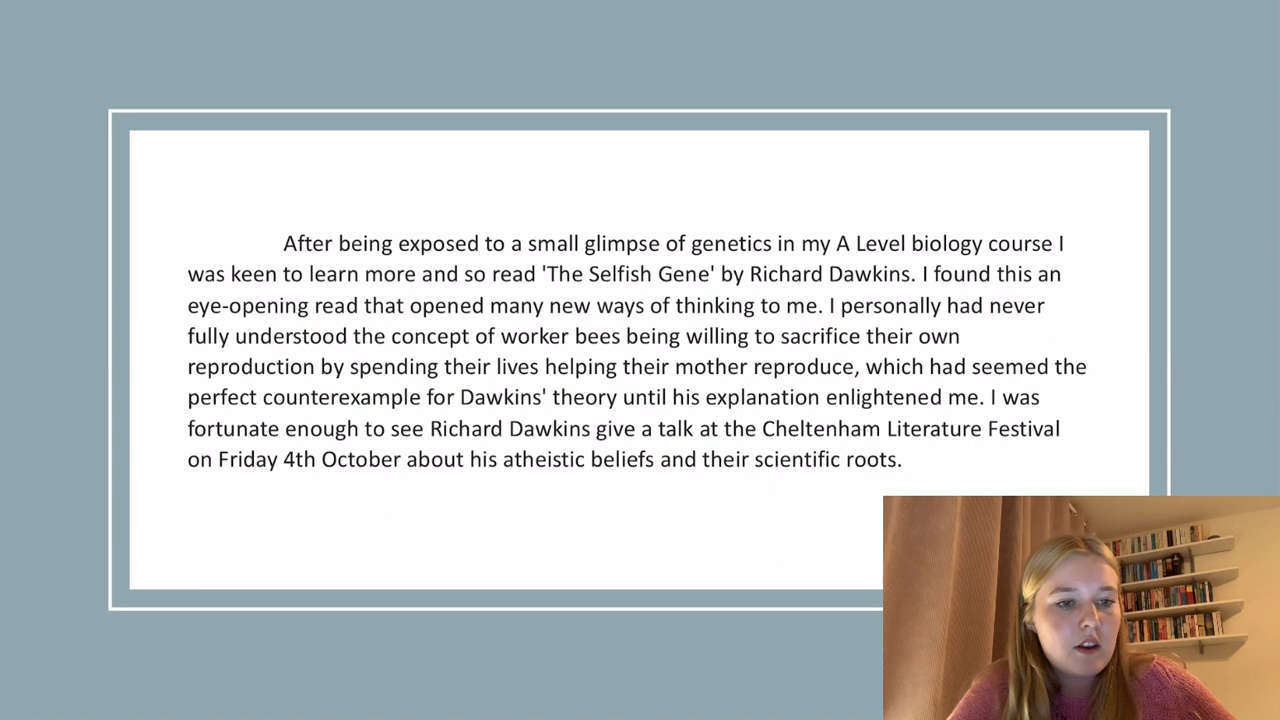 After being exposed to a small glimpse of genetics in my A Level biology course I
was keen to learn more and so read 'The Selfish Gene' by Richard Dawkins. I found this an
eye-opening read that opened many new ways of thinking to me. I personally had never
fully understood the concept of worker bees being willing to sacrifice their own
reproduction by spending their lives helping their mother reproduce, which had seemed the
perfect counterexample for Dawkins' theory until his explanation enlightened me. I was
fortunate enough to see Richard Dawkins give a talk at the Cheltenham Literature Festival
on Friday 4th October about his atheistic beliefs and their scientific roots.